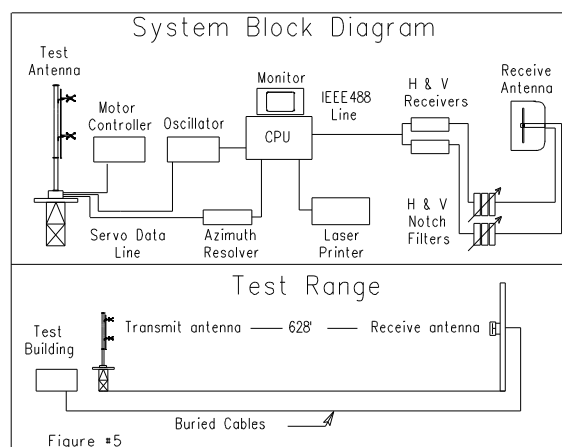 System Block Diagram
Test
Antenna
Motor
Controller
Oscillator
Monitor
CPU
IEEE488
Line
H & V
Receivers
Receive
Antenna
Servo Data
Line
Azimuth
Resolver
Laser
Printer
H & V
Notch
Filters
Test Range
Test
Building
Transmit antenna — 628' — Receive antenna
Buried Cables
Figure #5